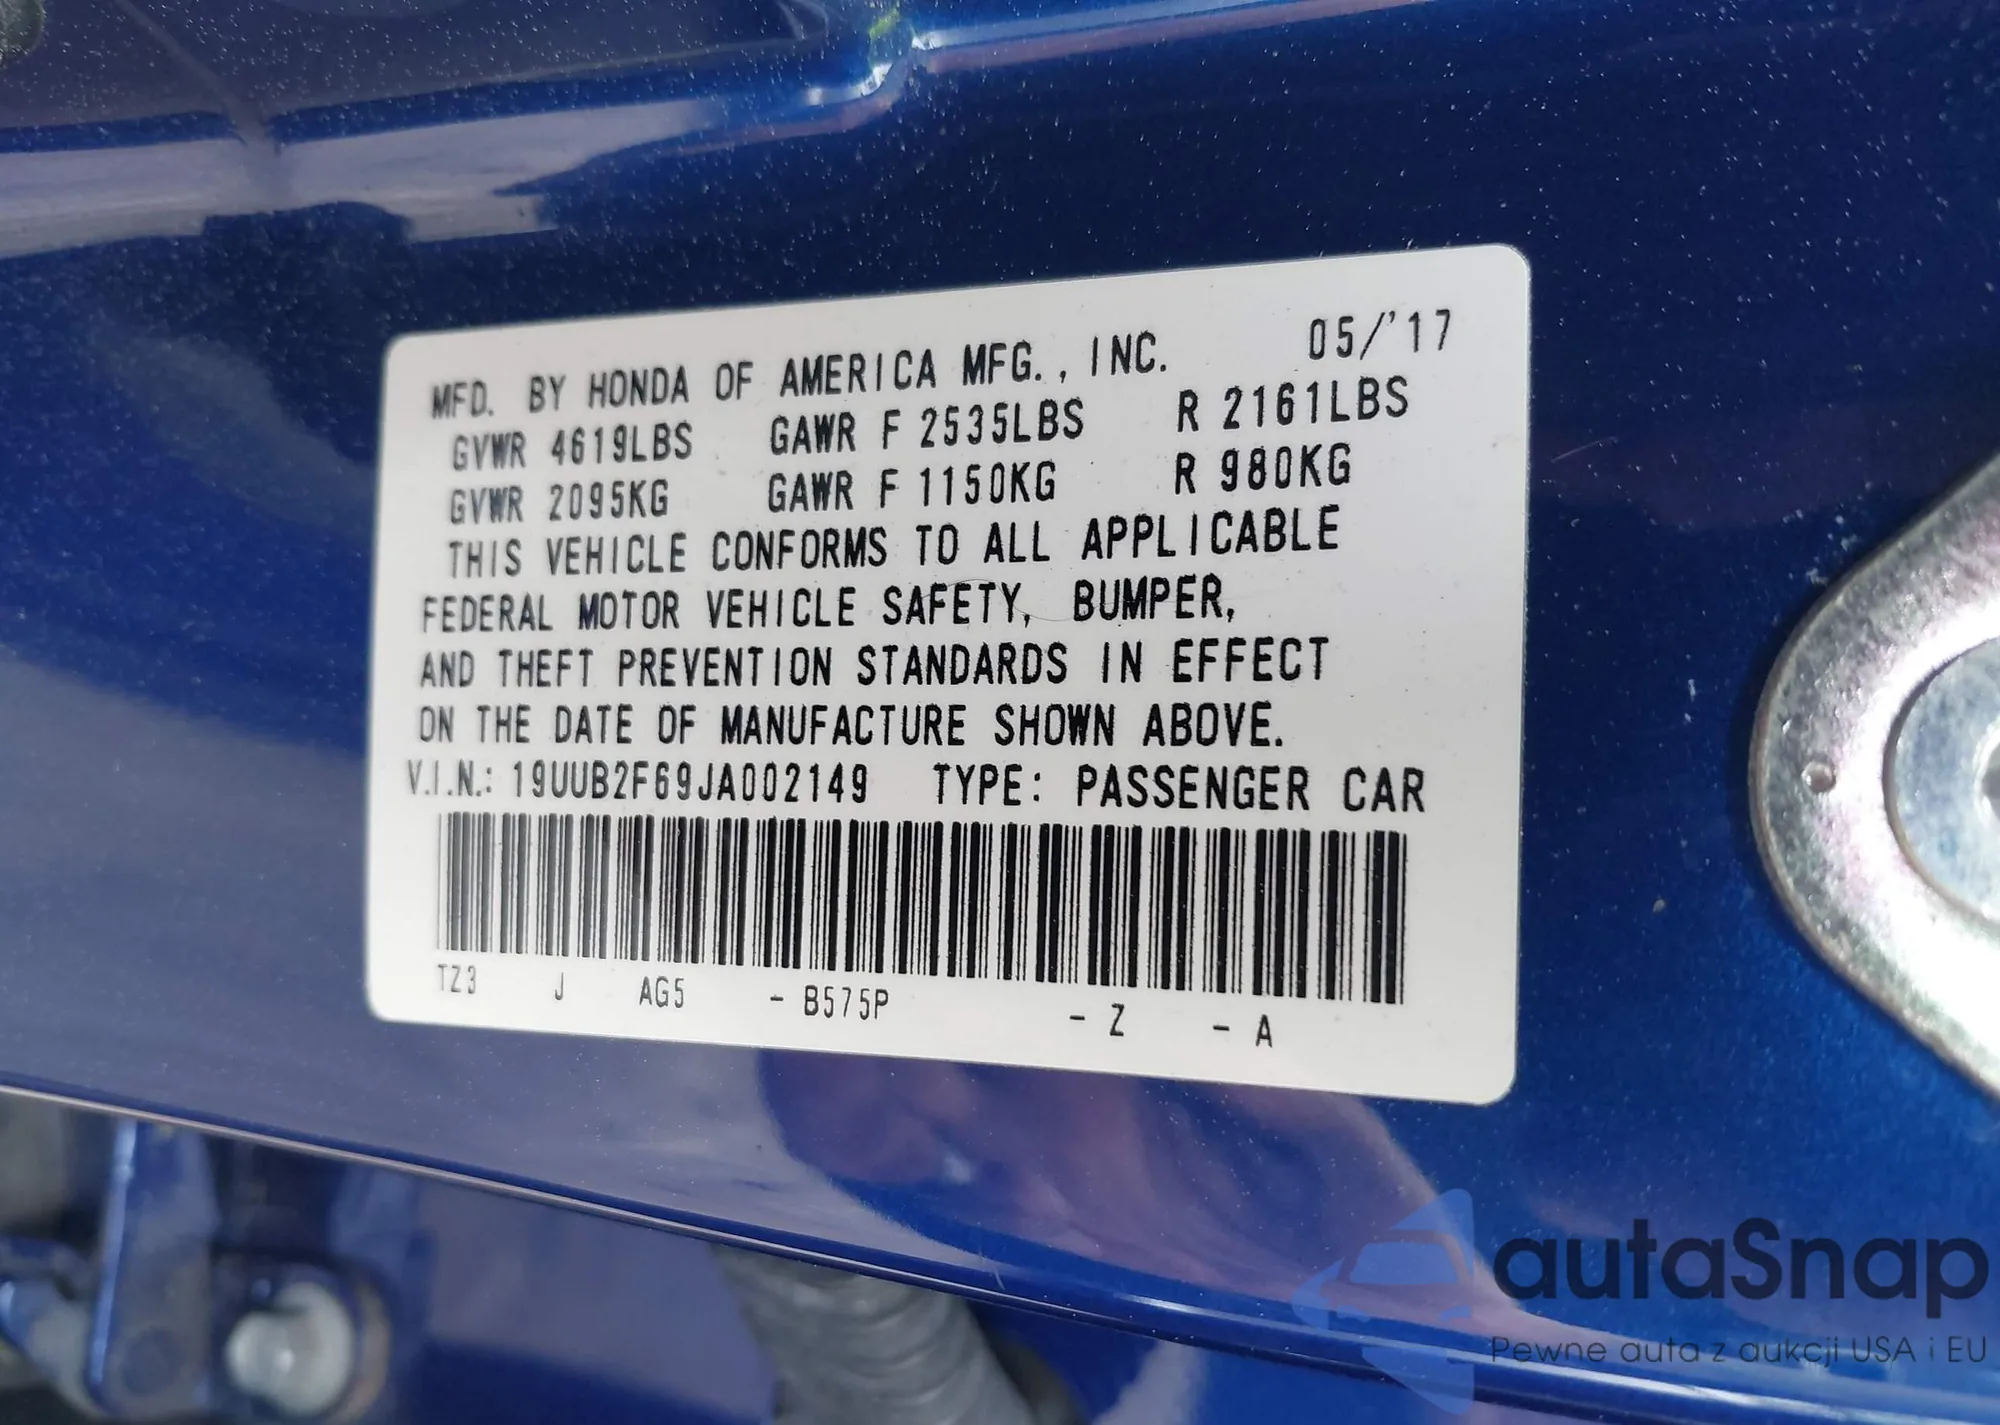 MFD. BY HONDA OF AMERICA MFG., INC. 05/'17
GVWR 4619LBS GAWR F 2535LBS R 2161LBS
GVWR 2095KG GAWR F 1150KG R 980KG
THIS VEHICLE CONFORMS TO ALL APPLICABLE
FEDERAL MOTOR VEHICLE SAFETY, BUMPER,
AND THEFT PREVENTION STANDARDS IN EFFECT
ON THE DATE OF MANUFACTURE SHOWN ABOVE.
V.I.N.: 19UUB2F69JA002149 TYPE: PASSENGER CAR
TZ3 J AG5 - B575P - Z - A
autaSnap
Pewne auta z aukcji USA i EU